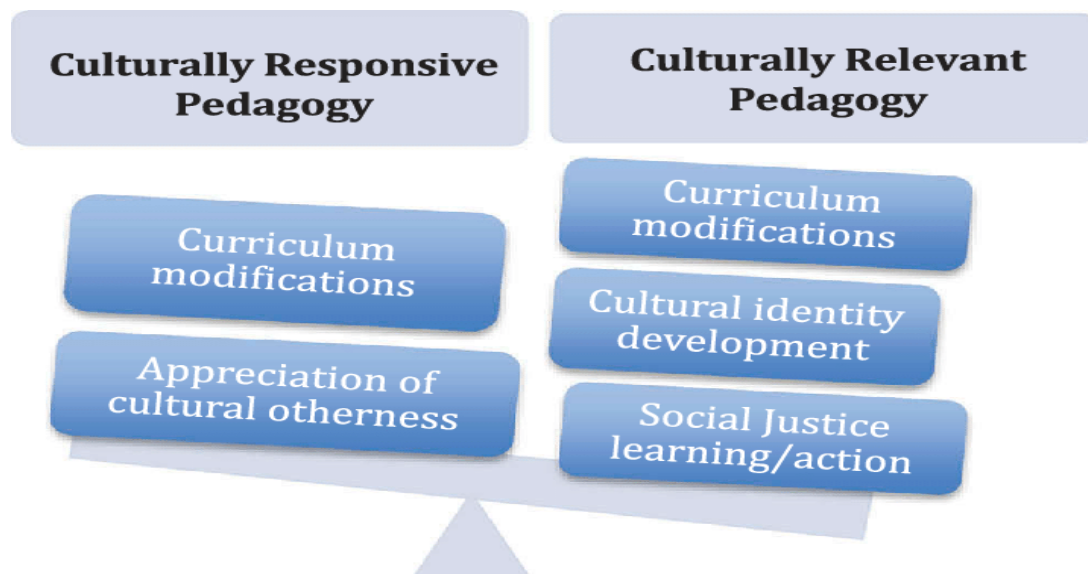 Culturally Responsive
Pedagogy
Culturally Relevant
Pedagogy
Curriculum
modifications
Appreciation of
cultural otherness
Curriculum
modifications
Cultural identity
development
Social Justice
learning/action